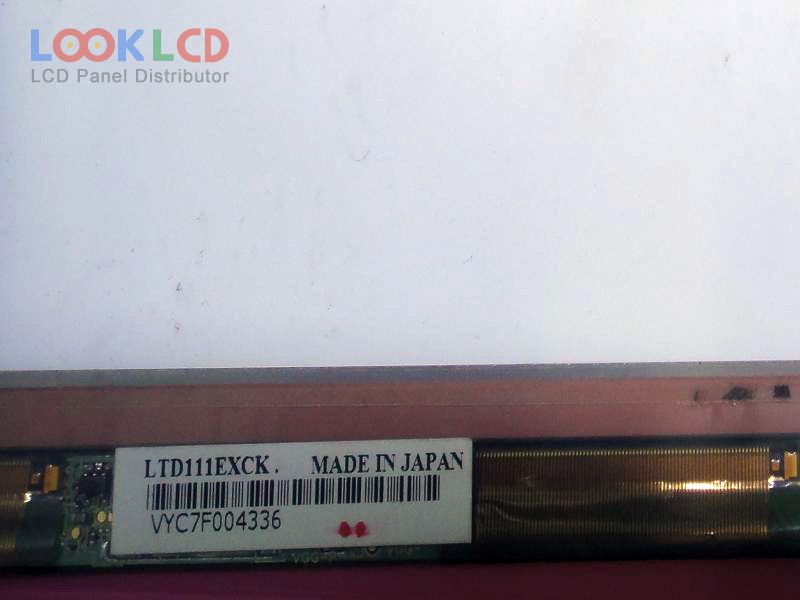 LOOKLCD
LCD Panel Distributor
LTD111EXCK. MADE IN JAPAN
VYC7F004336